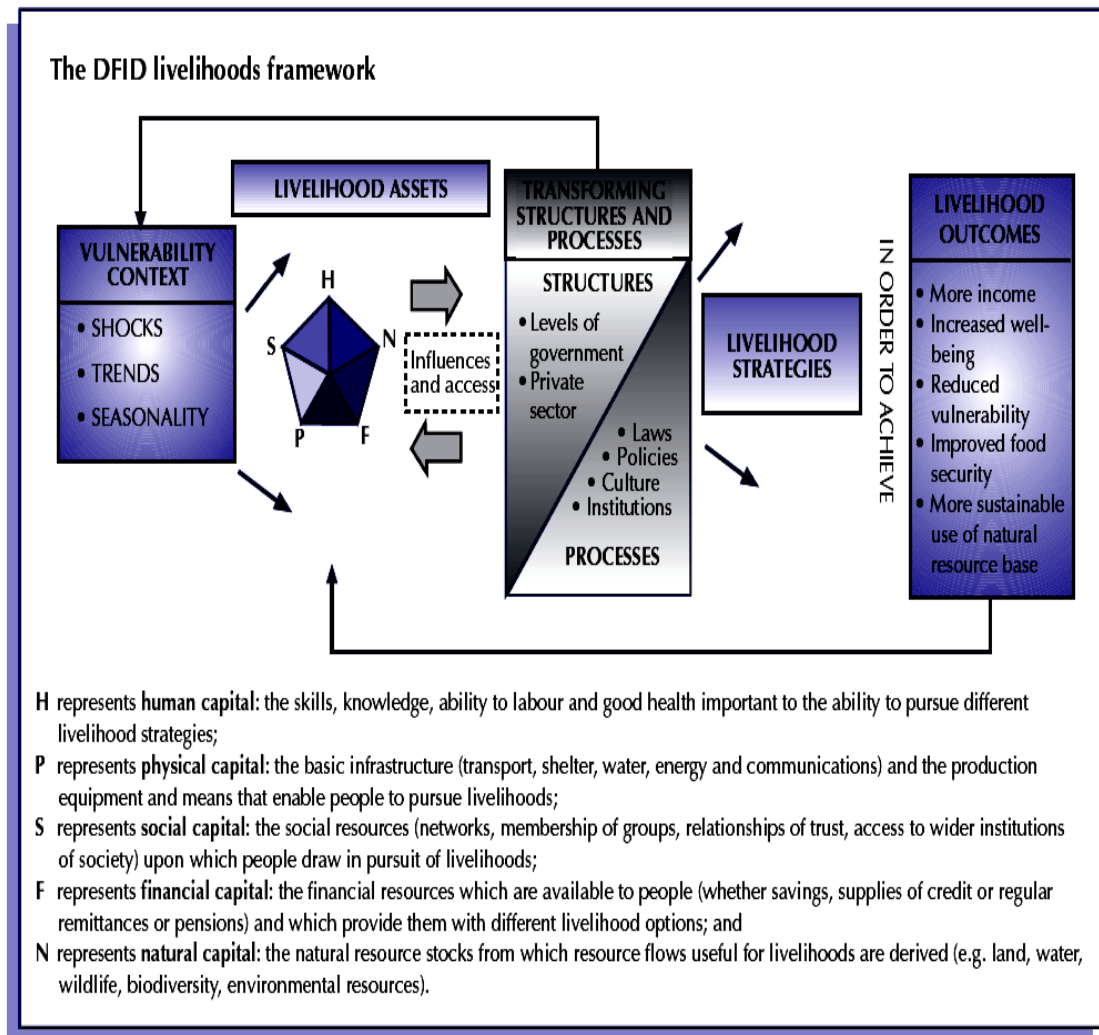 The DFID livelihoods framework
LIVELIHOOD ASSETS
VULNERABILITY
CONTEXT
• SHOCKS
• TRENDS
• SEASONALITY
H
S
N
P
F
Influences
and access
TRANSFORMING
STRUCTURES AND
PROCESSES
STRUCTURES
• Levels of
government
• Private
sector
• Laws
• Policies
• Culture
• Institutions
PROCESSES
LIVELIHOOD
STRATEGIES
IN ORDER TO ACHIEVE
LIVELIHOOD
OUTCOMES
• More income
• Increased well-
being
• Reduced
vulnerability
• Improved food
security
• More sustainable
use of natural
resource base
H represents human capital: the skills, knowledge, ability to labour and good health important to the ability to pursue different
livelihood strategies;
P represents physical capital: the basic infrastructure (transport, shelter, water, energy and communications) and the production
equipment and means that enable people to pursue livelihoods;
S represents social capital: the social resources (networks, membership of groups, relationships of trust, access to wider institutions
of society) upon which people draw in pursuit of livelihoods;
F represents financial capital: the financial resources which are available to people (whether savings, supplies of credit or regular
remittances or pensions) and which provide them with different livelihood options; and
N represents natural capital: the natural resource stocks from which resource flows useful for livelihoods are derived (e.g. land, water,
wildlife, biodiversity, environmental resources).